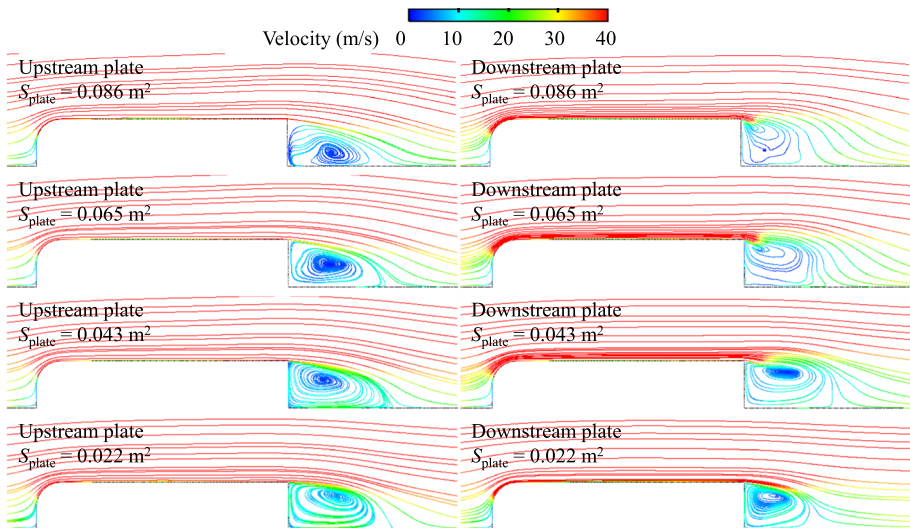 Velocity (m/s) 0 10 20 30 40
Upstream plate
Splate = 0.086 m²
Downstream plate
Splate = 0.086 m²
Upstream plate
Splate = 0.065 m²
Downstream plate
Splate = 0.065 m²
Upstream plate
Splate = 0.043 m²
Downstream plate
Splate = 0.043 m²
Upstream plate
Splate = 0.022 m²
Downstream plate
Splate = 0.022 m²